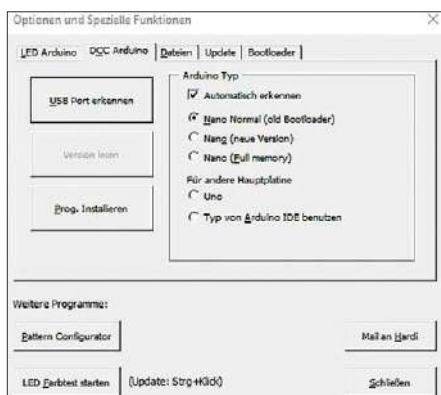 Optionen und Spezielle Funktionen
LED Arduino DCC Arduino Dateien Update Bootloader
USB Port erkennen
Version lesen
Prog. Installieren
Arduino Typ
Automatisch erkennen
Nano Normal (old Bootloader)
Nano (neue Version)
Nano (Full memory)
Für andere Hauptplatine
Uno
Typ von Arduino IDE benutzen
Weitere Programme:
Pattern Configurator
Mail an Hardi
LED Farbtest starten (Update: Strg+Klick)
Schließen